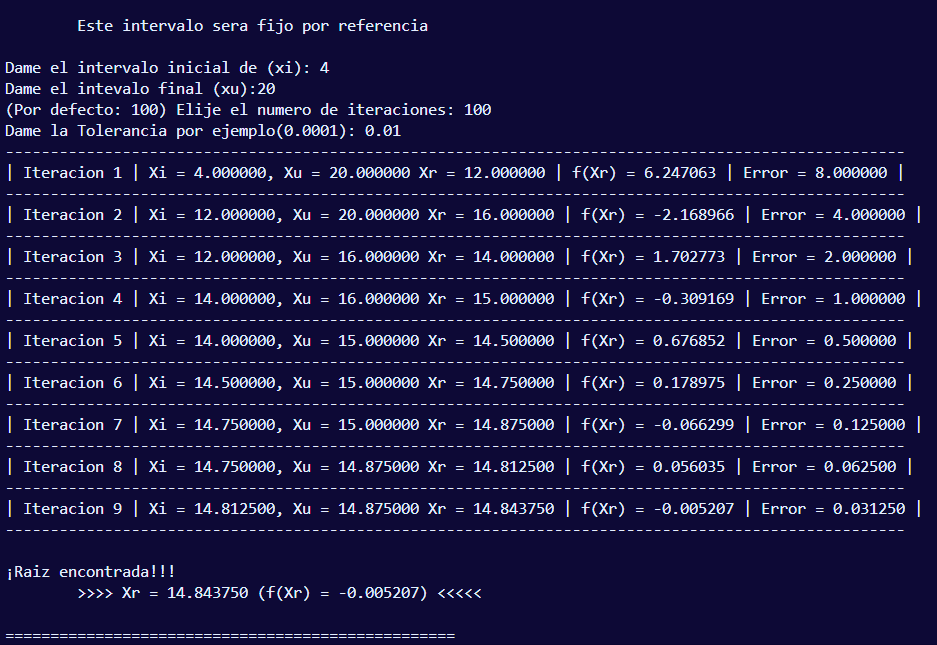 Este intervalo sera fijo por referencia
Dame el intervalo inicial de (xi): 4
Dame el intevalo final (xu):20
(Por defecto: 100) Elije el numero de iteraciones: 100
Dame la Tolerancia por ejemplo(0.0001): 0.01
----------------------------------------------------------------------------------------------------
| Iteracion 1 | Xi = 4.000000, Xu = 20.000000 Xr = 12.000000 | f(Xr) = 6.247063 | Error = 8.000000 |
----------------------------------------------------------------------------------------------------
| Iteracion 2 | Xi = 12.000000, Xu = 20.000000 Xr = 16.000000 | f(Xr) = -2.168966 | Error = 4.000000 |
----------------------------------------------------------------------------------------------------
| Iteracion 3 | Xi = 12.000000, Xu = 16.000000 Xr = 14.000000 | f(Xr) = 1.702773 | Error = 2.000000 |
----------------------------------------------------------------------------------------------------
| Iteracion 4 | Xi = 14.000000, Xu = 16.000000 Xr = 15.000000 | f(Xr) = -0.309169 | Error = 1.000000 |
----------------------------------------------------------------------------------------------------
| Iteracion 5 | Xi = 14.000000, Xu = 15.000000 Xr = 14.500000 | f(Xr) = 0.676852 | Error = 0.500000 |
----------------------------------------------------------------------------------------------------
| Iteracion 6 | Xi = 14.500000, Xu = 15.000000 Xr = 14.750000 | f(Xr) = 0.178975 | Error = 0.250000 |
----------------------------------------------------------------------------------------------------
| Iteracion 7 | Xi = 14.750000, Xu = 15.000000 Xr = 14.875000 | f(Xr) = -0.066299 | Error = 0.125000 |
----------------------------------------------------------------------------------------------------
| Iteracion 8 | Xi = 14.750000, Xu = 14.875000 Xr = 14.812500 | f(Xr) = 0.056035 | Error = 0.062500 |
----------------------------------------------------------------------------------------------------
| Iteracion 9 | Xi = 14.812500, Xu = 14.875000 Xr = 14.843750 | f(Xr) = -0.005207 | Error = 0.031250 |
----------------------------------------------------------------------------------------------------
¡Raiz encontrada!!!
>>>> Xr = 14.843750 (f(Xr) = -0.005207) <<<<<
==================================================